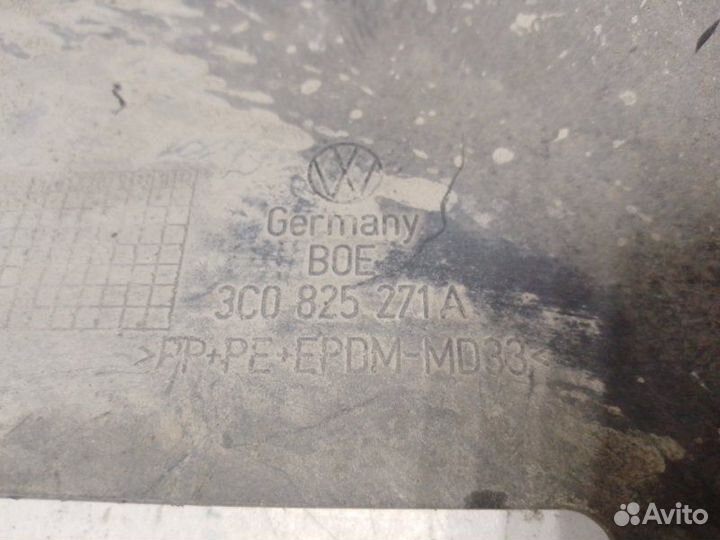 Germany
BOE
3C0 825 271 A
>PP+PE+EPDM-MD33<
Avito